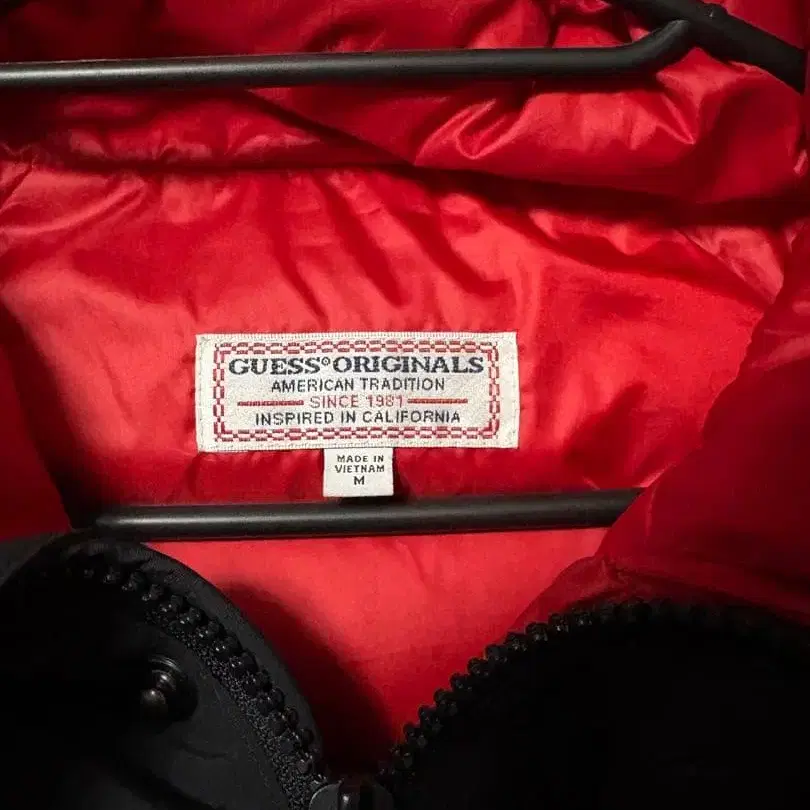 GUESS® ORIGINALS
AMERICAN TRADITION
SINCE 1981
INSPIRED IN CALIFORNIA
MADE IN
VIETNAM
M